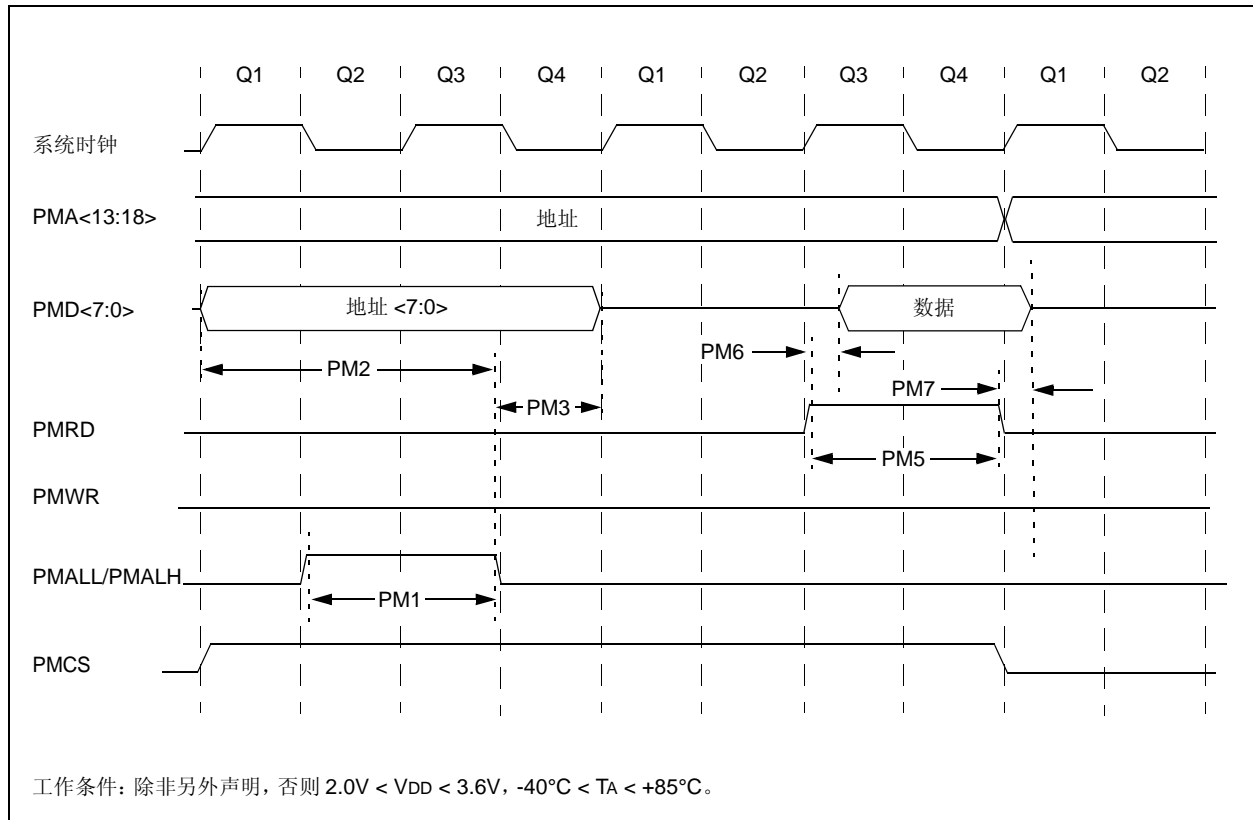 Q1 Q2 Q3 Q4 Q1 Q2 Q3 Q4 Q1 Q2
系统时钟
PMA<13:18>
地址
PMD<7:0>
地址 <7:0>
数据
PM6
PM2
PM7
PM3
PMRD
PM5
PMWR
PMALL/PMALH
PM1
PMCS
工作条件：除非另外声明，否则 2.0V < VDD < 3.6V，-40°C < TA < +85°C。